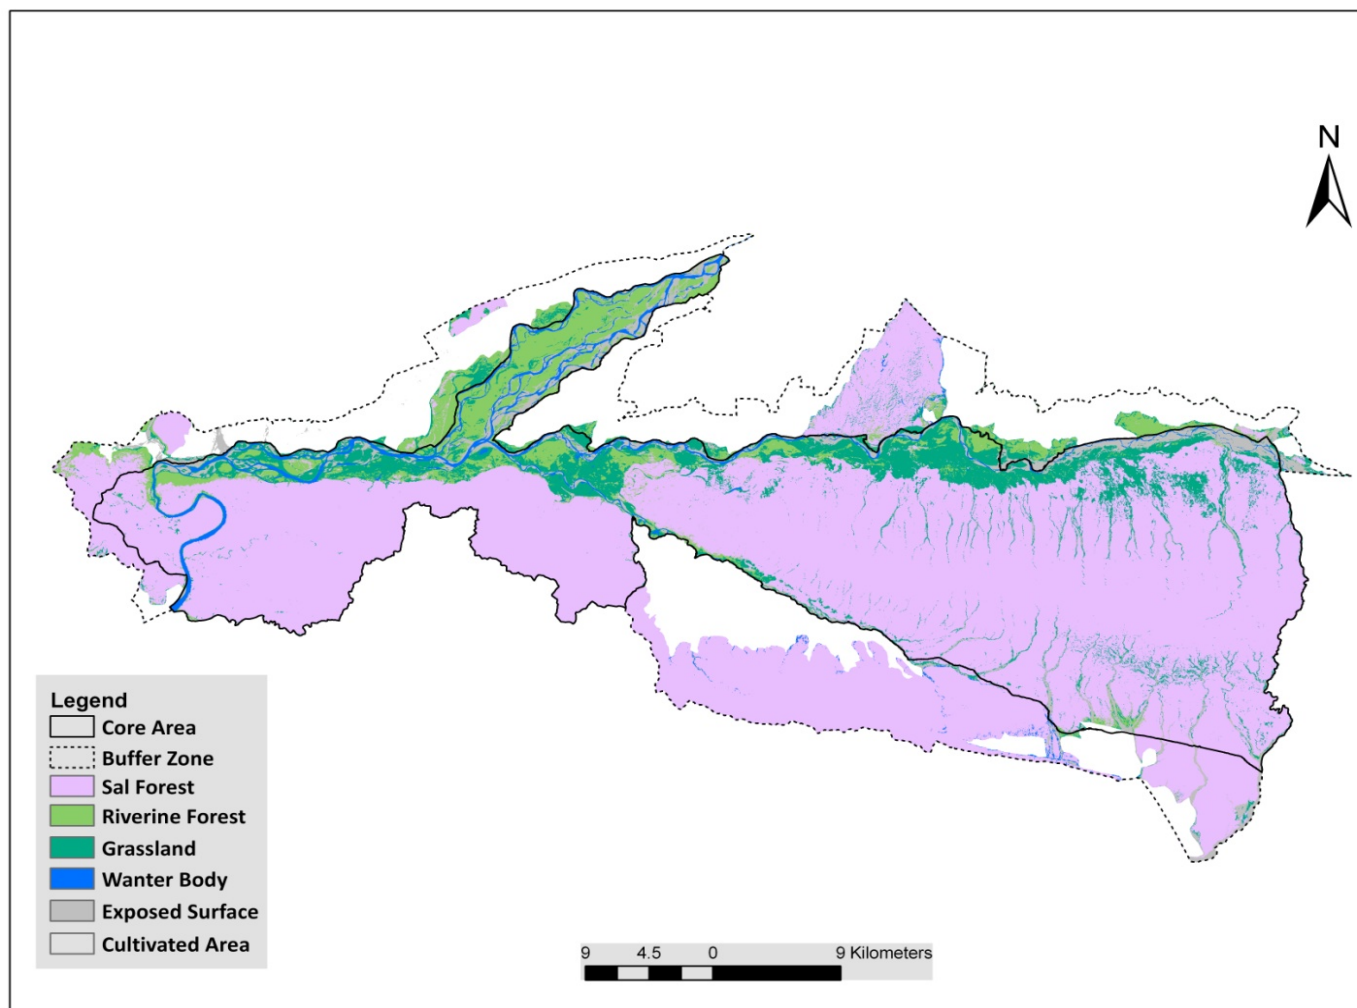 N
Legend
Core Area
Buffer Zone
Sal Forest
Riverine Forest
Grassland
Wanter Body
Exposed Surface
Cultivated Area
9 4.5 0 9 Kilometers